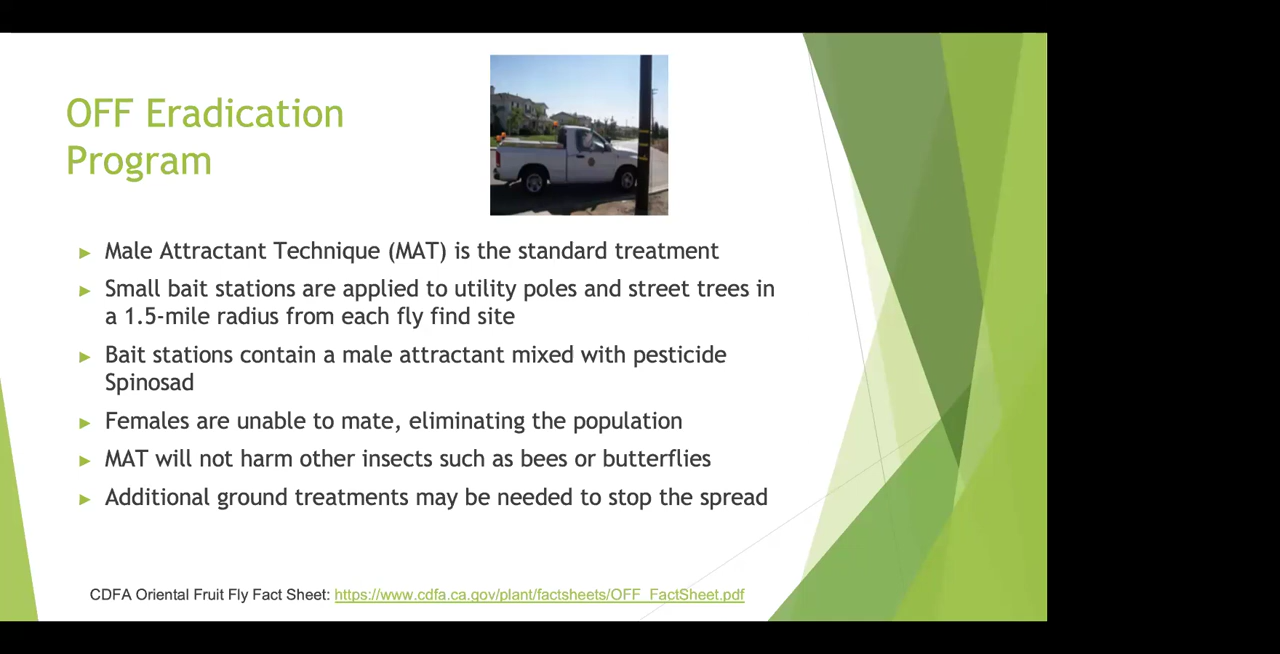 OFF Eradication
Program
Male Attractant Technique (MAT) is the standard treatment
Small bait stations are applied to utility poles and street trees in
a 1.5-mile radius from each fly find site
Bait stations contain a male attractant mixed with pesticide
Spinosad
Females are unable to mate, eliminating the population
MAT will not harm other insects such as bees or butterflies
Additional ground treatments may be needed to stop the spread
CDFA Oriental Fruit Fly Fact Sheet: https://www.cdfa.ca.gov/plant/factsheets/OFF_FactSheet.pdf